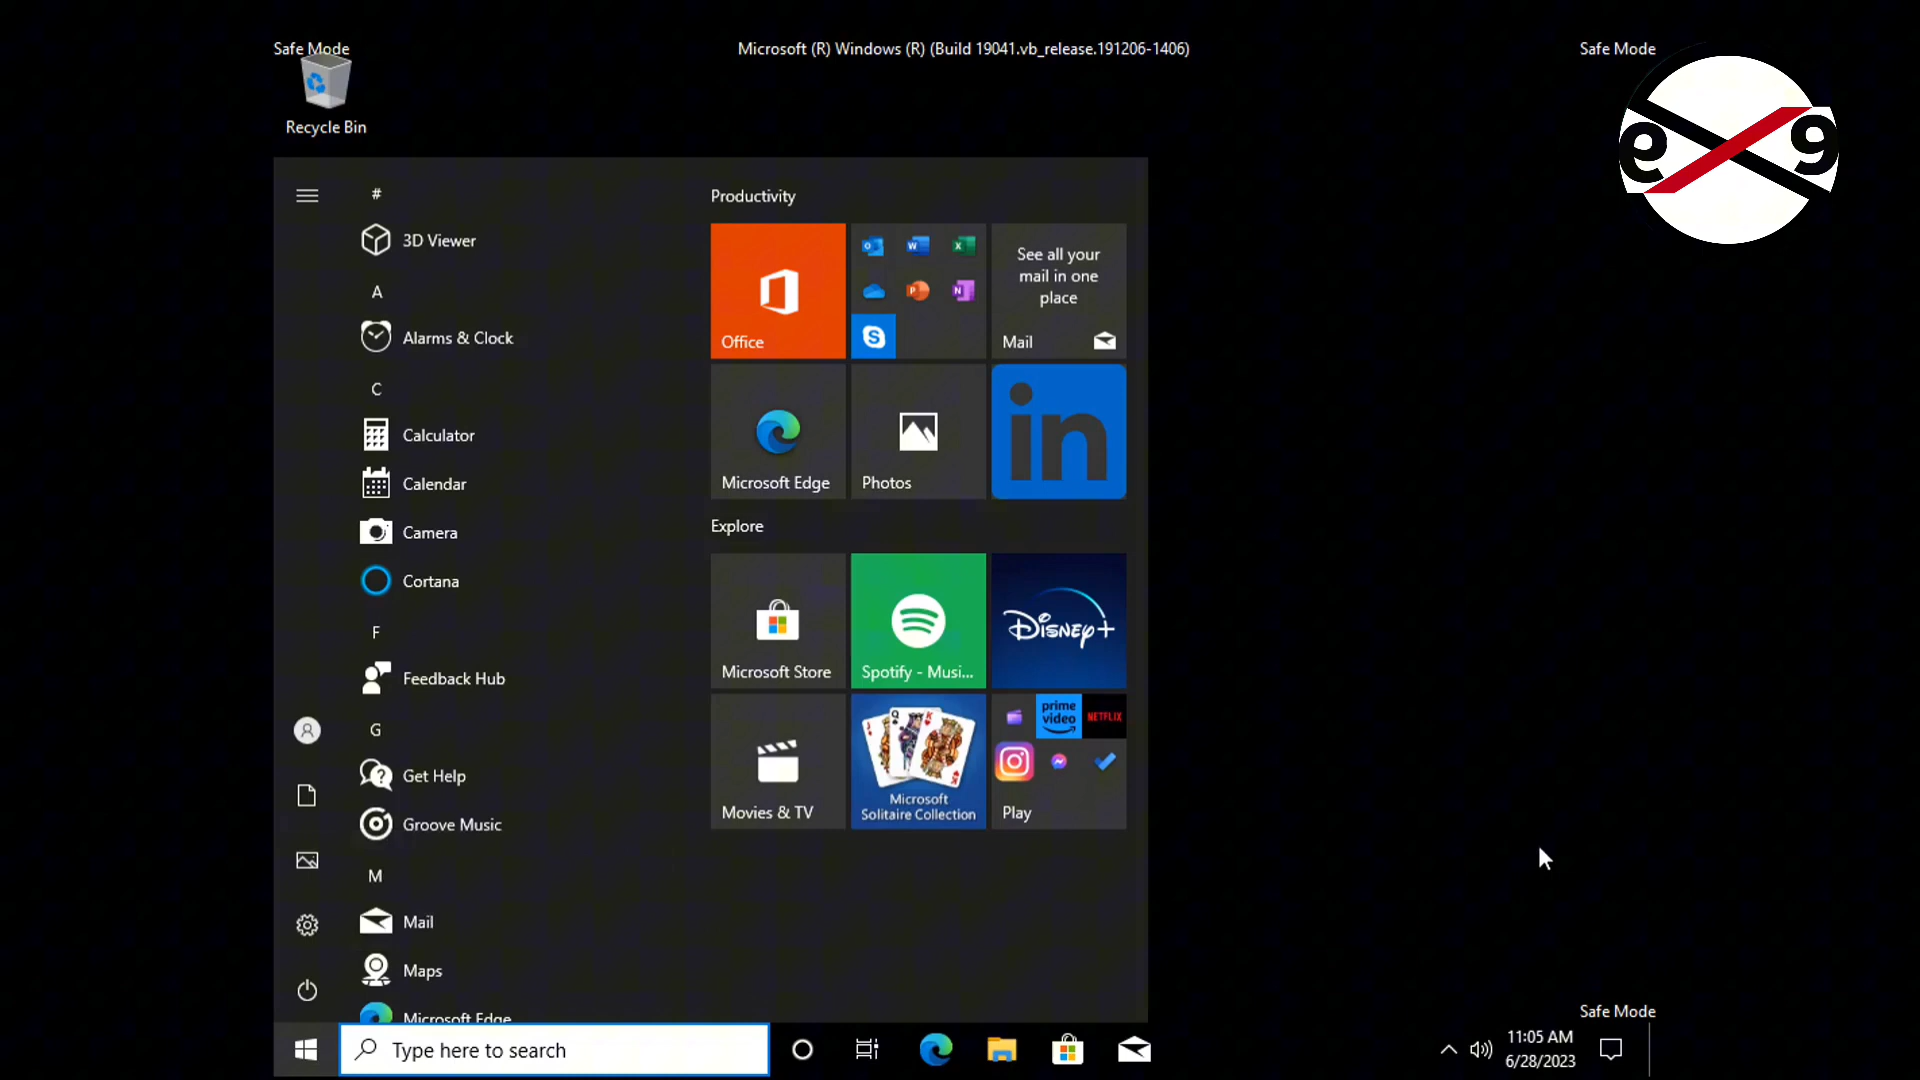 Safe Mode
Microsoft (R) Windows (R) (Build 19041.vb_release.191206-1406)
Safe Mode
Recycle Bin
e 9
#
3D Viewer
A
Alarms & Clock
C
Calculator
Calendar
Camera
Cortana
F
Feedback Hub
G
Get Help
Groove Music
M
Mail
Maps
Microsoft Edge
Productivity
Office
See all your
mail in one
place
Mail
Microsoft Edge
Photos
in
Explore
Microsoft Store
Spotify - Musi...
Disney+
Movies & TV
Microsoft
Solitaire Collection
prime
video
NETFLIX
Play
Type here to search
Safe Mode
11:05 AM
6/28/2023